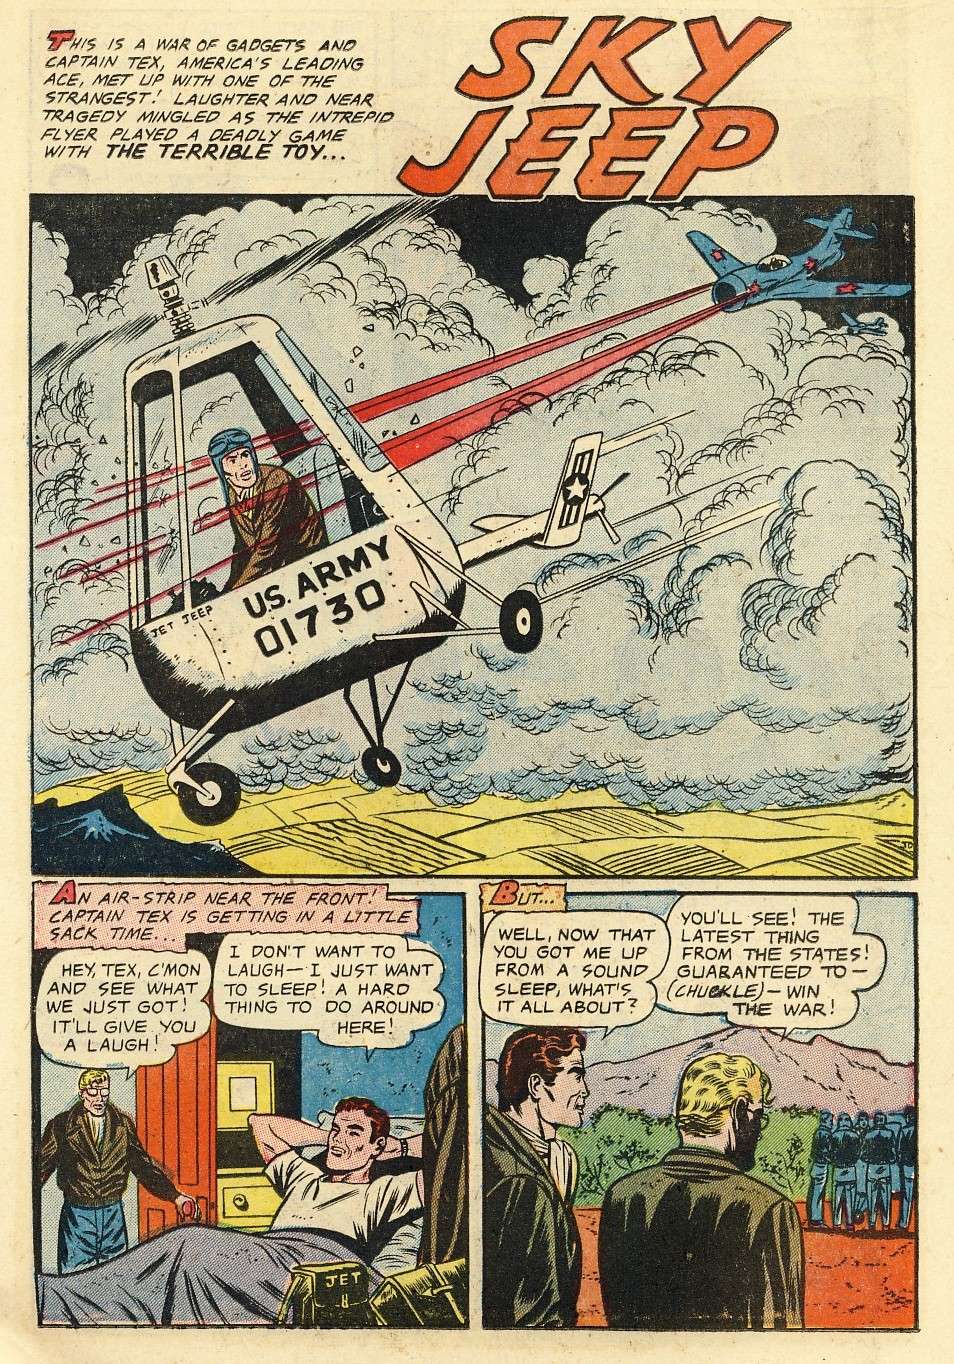 THIS IS A WAR OF GADGETS AND
CAPTAIN TEX, AMERICA'S LEADING
ACE, MET UP WITH ONE OF THE
STRANGEST! LAUGHTER AND NEAR
TRAGEDY MINGLED AS THE INTREPID
FLYER PLAYED A DEADLY GAME
WITH THE TERRIBLE TOY...
SKY
JEEP
U.S. ARMY
01730
JET JEEP
JD
AN AIR-STRIP NEAR THE FRONT!
CAPTAIN TEX IS GETTING IN A LITTLE
SACK TIME...
HEY, TEX, C'MON
AND SEE WHAT
WE JUST GOT!
IT'LL GIVE YOU
A LAUGH!
I DON'T WANT TO
LAUGH— I JUST WANT
TO SLEEP! A HARD
THING TO DO AROUND
HERE!
JET
BUT...
WELL, NOW THAT
YOU GOT ME UP
FROM A SOUND
SLEEP, WHAT'S
IT ALL ABOUT?
YOU'LL SEE! THE
LATEST THING
FROM THE STATES!
GUARANTEED TO—
(CHUCKLE)— WIN
THE WAR!